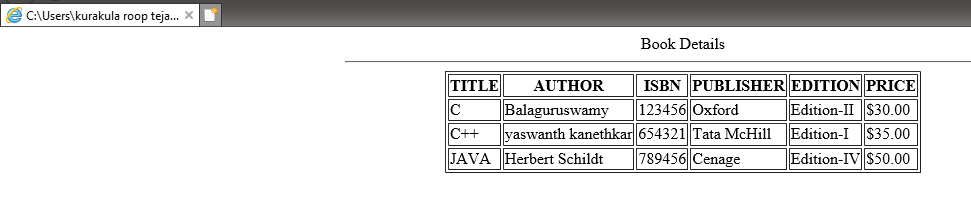 C:\Users\kurakula roop teja...
Book Details
TITLE AUTHOR ISBN PUBLISHER EDITION PRICE
C Balaguruswamy 123456 Oxford Edition-II $30.00
C++ yaswanth kanethkar 654321 Tata McHill Edition-I $35.00
JAVA Herbert Schildt 789456 Cenage Edition-IV $50.00